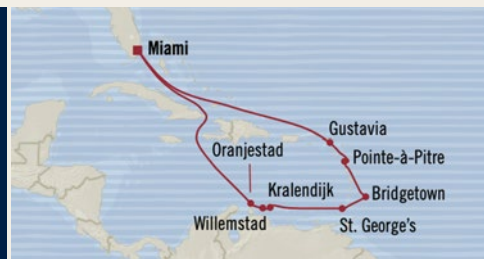 Miami
Gustavia
Oranjestad
Pointe-à-Pitre
Kralendijk
Bridgetown
Willemstad
St. George's